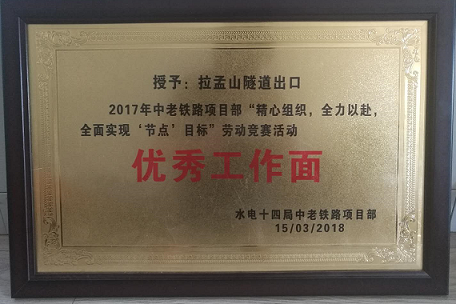 授予：拉孟山隧道出口
2017年中老铁路项目部“精心组织，全力以赴，
全面实现‘节点’目标”劳动竞赛活动
优秀工作面
水电十四局中老铁路项目部
15/03/2018